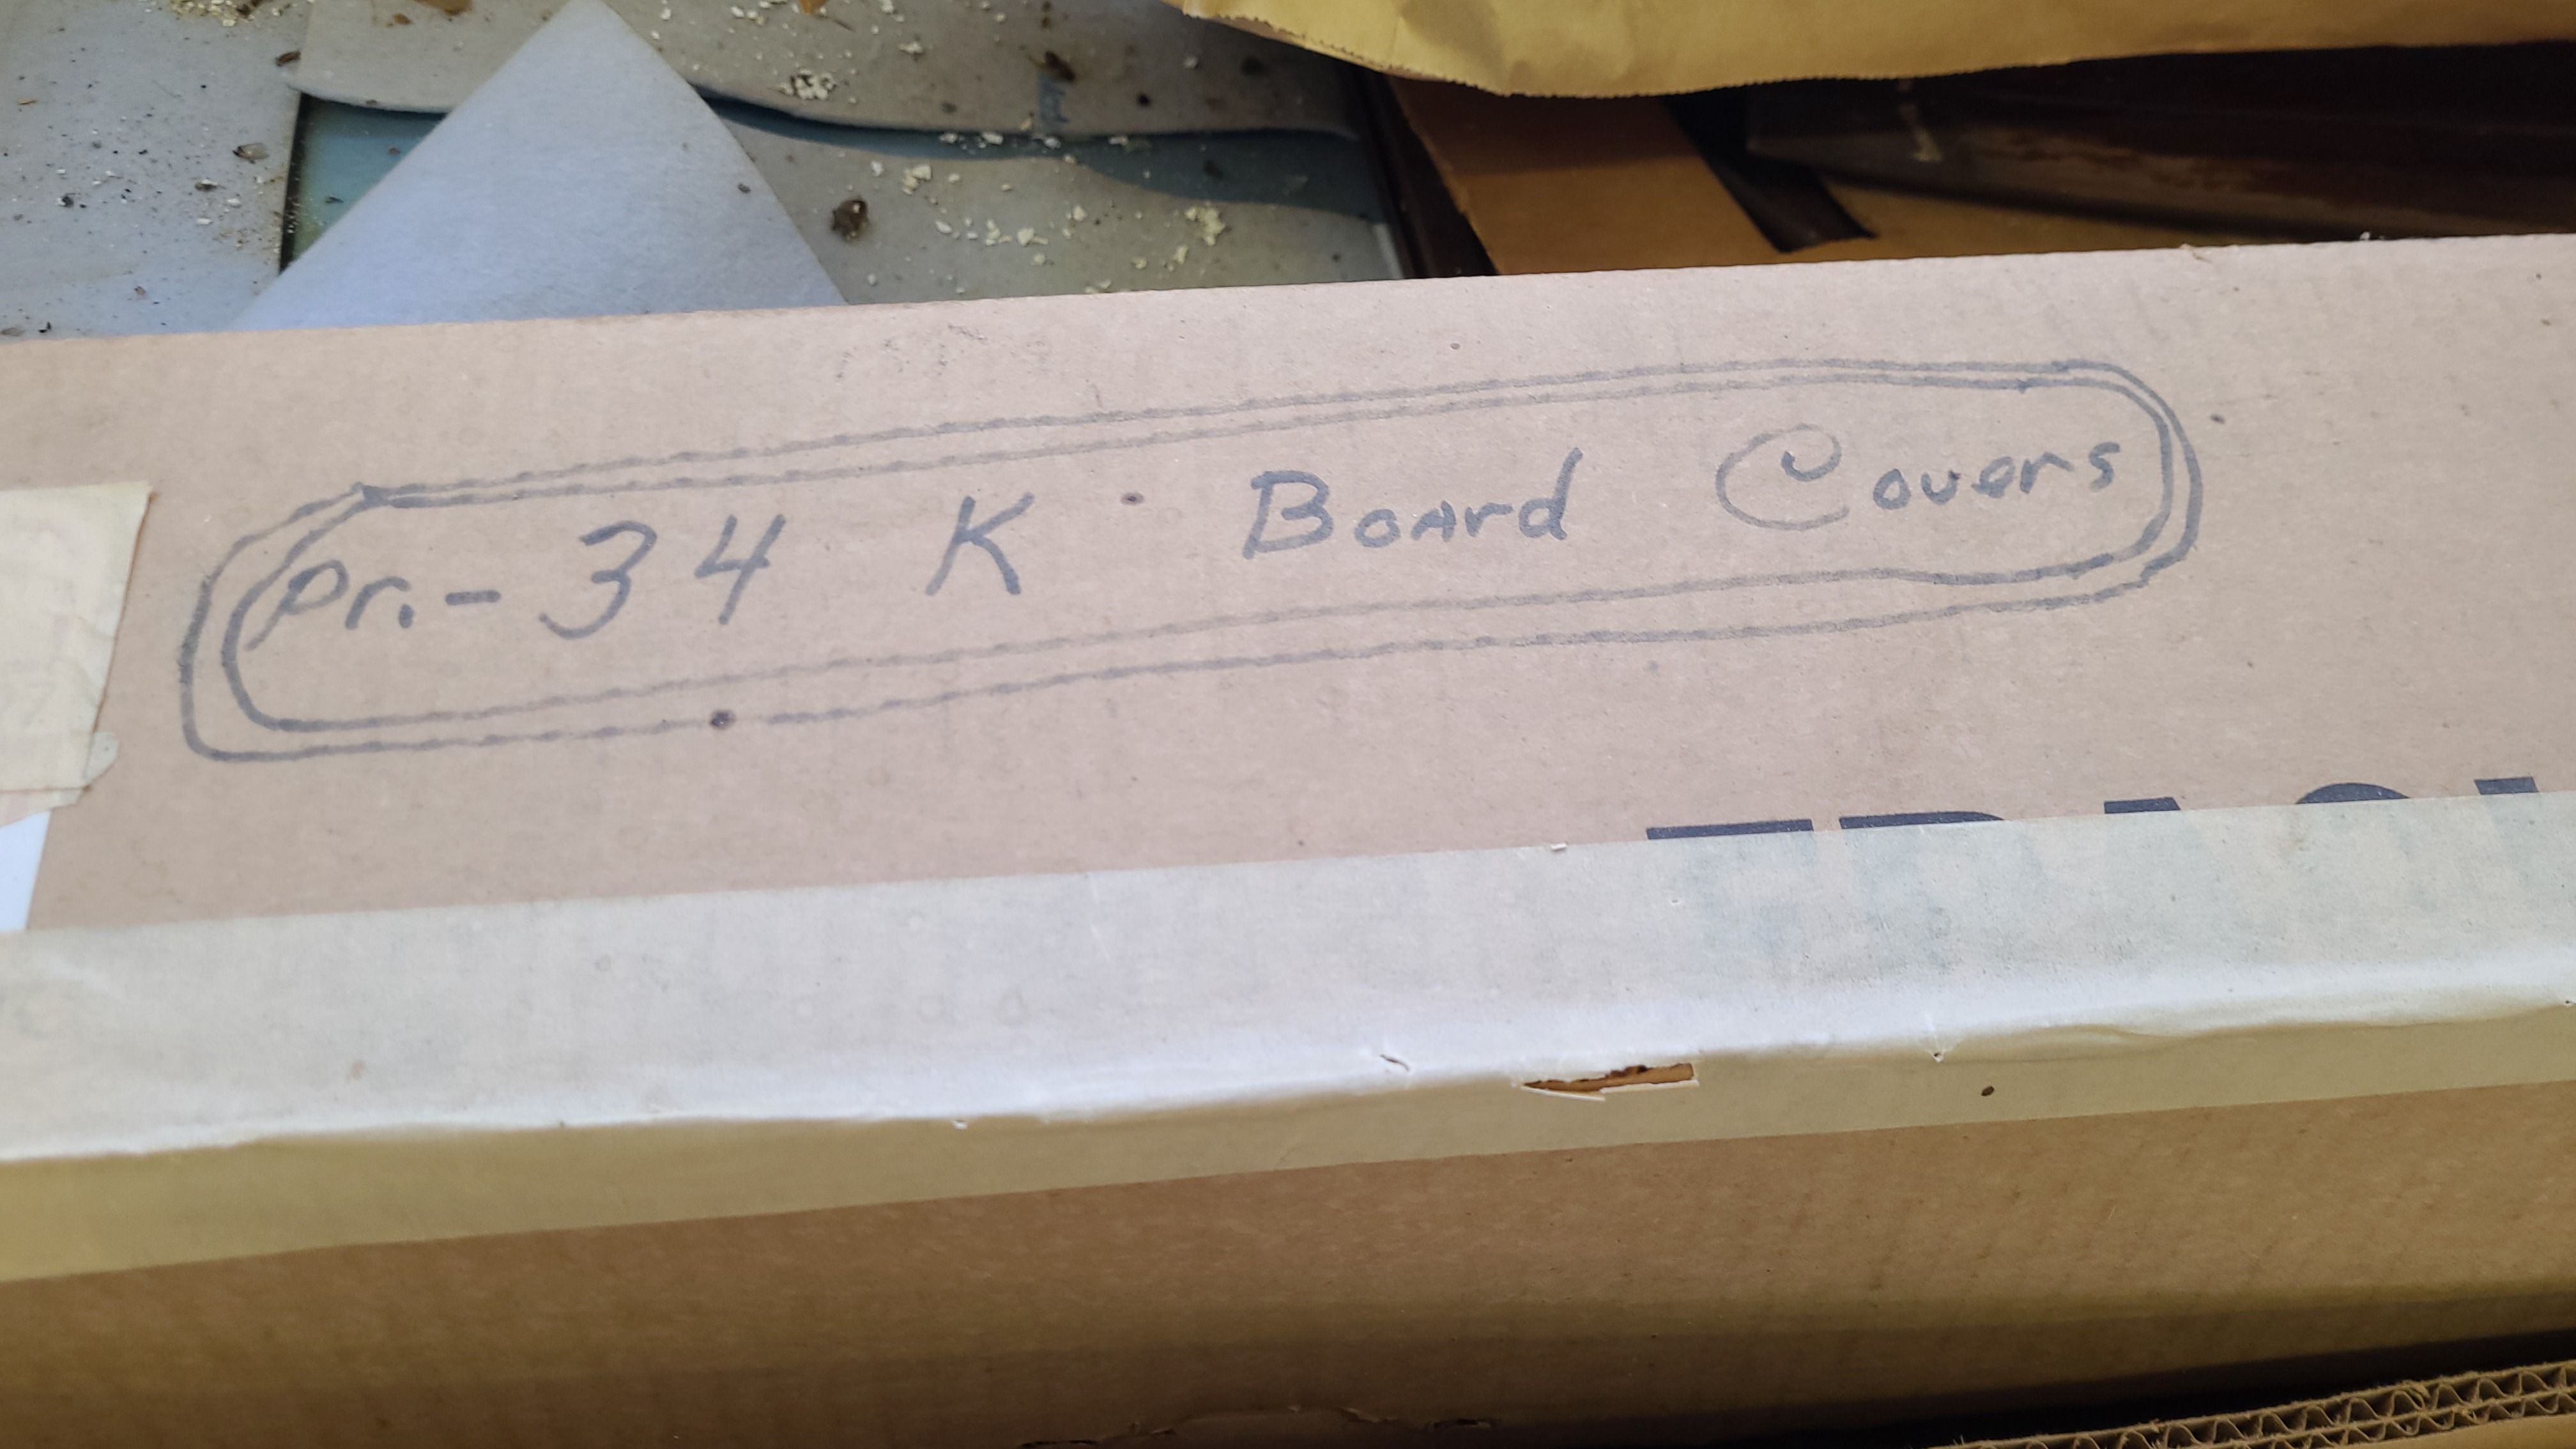 Pr.- 34 K Board Covers